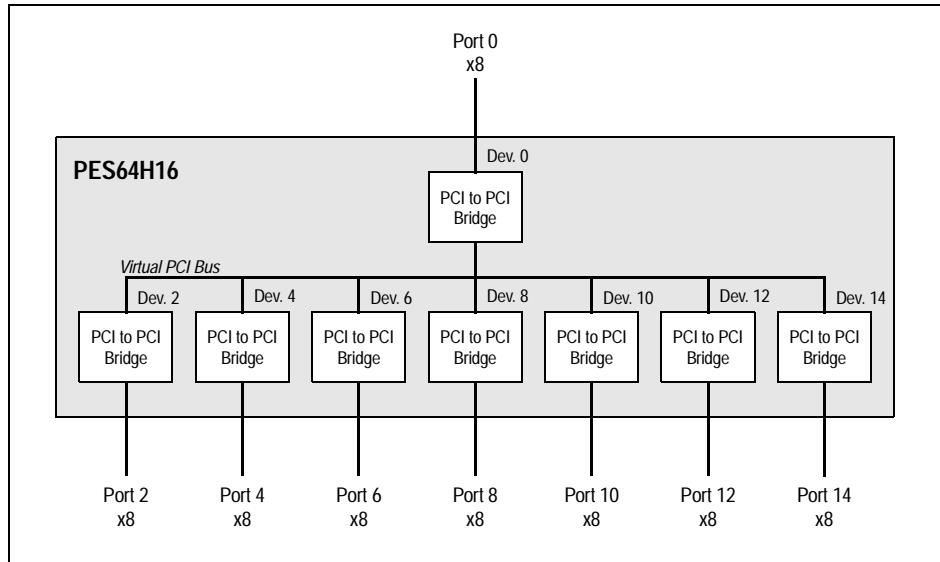 Port 0
x8
PES64H16
Dev. 0
PCI to PCI
Bridge
Virtual PCI Bus
Dev. 2
Dev. 4
Dev. 6
Dev. 8
Dev. 10
Dev. 12
Dev. 14
PCI to PCI
Bridge
PCI to PCI
Bridge
PCI to PCI
Bridge
PCI to PCI
Bridge
PCI to PCI
Bridge
PCI to PCI
Bridge
PCI to PCI
Bridge
Port 2
x8
Port 4
x8
Port 6
x8
Port 8
x8
Port 10
x8
Port 12
x8
Port 14
x8